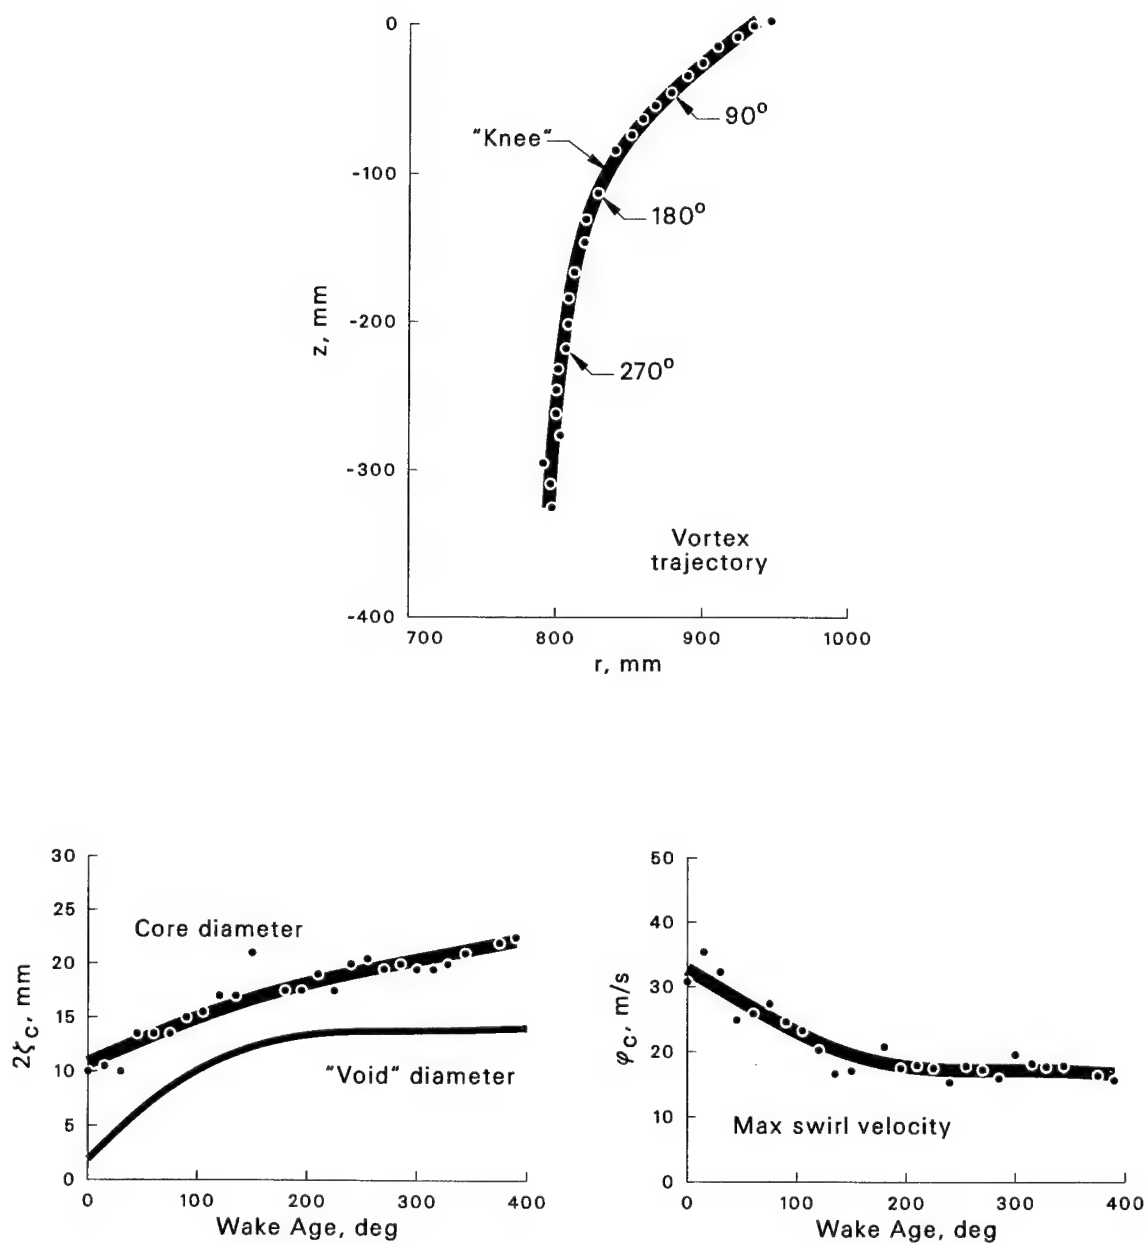 0
-100
-200
-300
-400
z, mm
"Knee"
90°
180°
270°
Vortex
trajectory
700 800 900 1000
r, mm
30
25
20
15
10
5
0
2ζc, mm
Core diameter
"Void" diameter
0 100 200 300 400
Wake Age, deg
50
40
30
20
10
0
φc, m/s
Max swirl velocity
0 100 200 300 400
Wake Age, deg